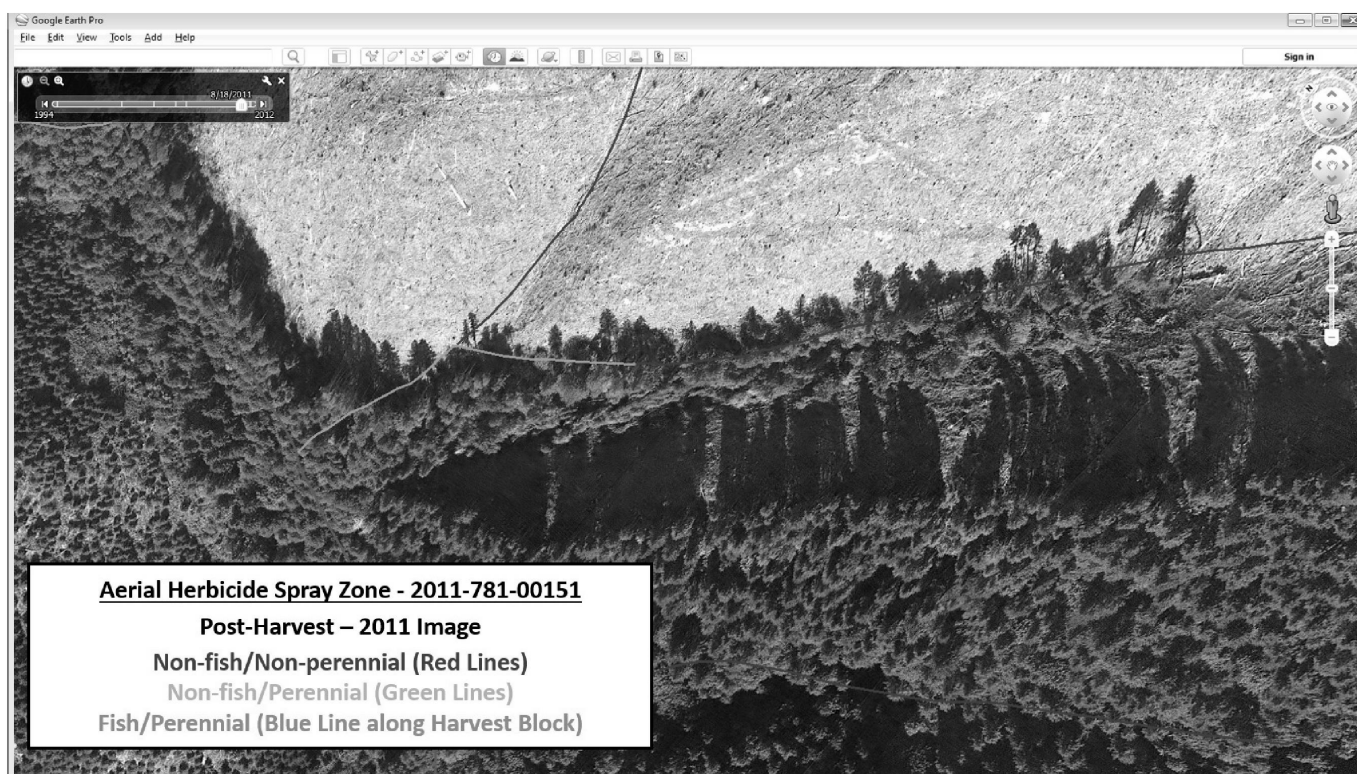 Google Earth Pro
File Edit View Tools Add Help
Sign in
8/18/2011
1994 2012
N
Aerial Herbicide Spray Zone - 2011-781-00151
Post-Harvest – 2011 Image
Non-fish/Non-perennial (Red Lines)
Non-fish/Perennial (Green Lines)
Fish/Perennial (Blue Line along Harvest Block)